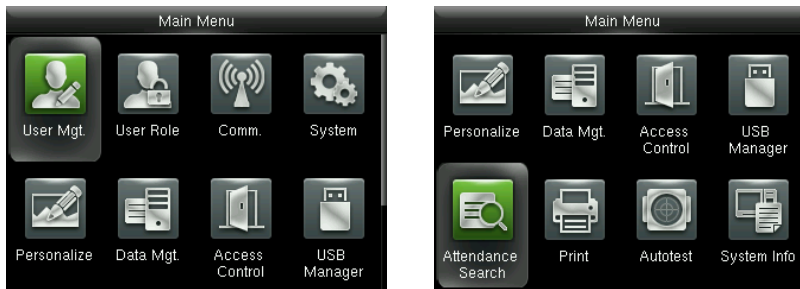 Main Menu
User Mgt.
User Role
Comm.
System
Personalize
Data Mgt.
Access
Control
USB
Manager
Main Menu
Personalize
Data Mgt.
Access
Control
USB
Manager
Attendance
Search
Print
Autotest
System Info